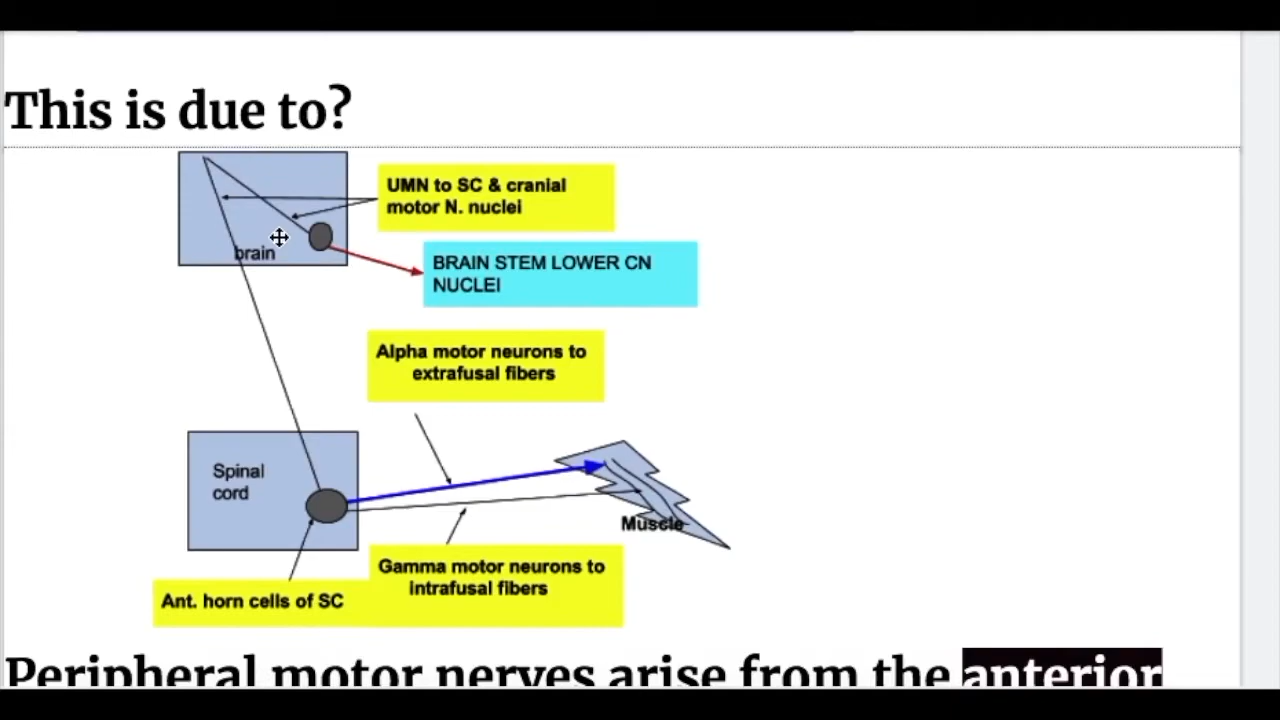 This is due to?
UMN to SC & cranial
motor N. nuclei
brain
BRAIN STEM LOWER CN
NUCLEI
Alpha motor neurons to
extrafusal fibers
Spinal
cord
Muscle
Gamma motor neurons to
intrafusal fibers
Ant. horn cells of SC
Peripheral motor nerves arise from the anterior